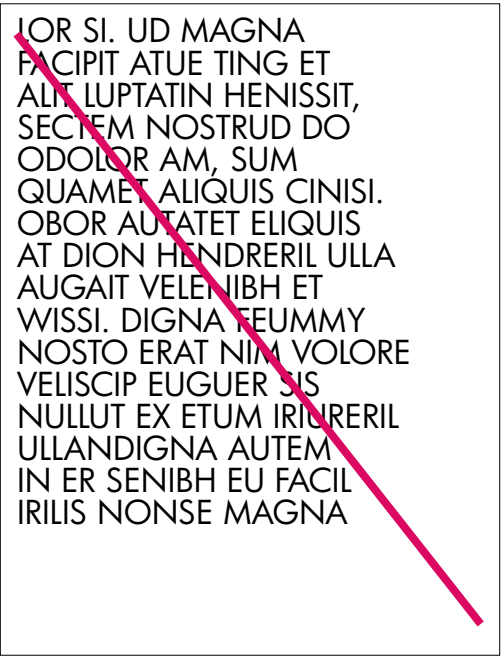 LOR SI. UD MAGNA
FACIPIT ATUE TING ET
ALIT LUPTATIN HENISSIT,
SECTEM NOSTRUD DO
ODOLOR AM, SUM
QUAMET ALIQUIS CINISI.
OBOR AUTATET ELIQUIS
AT DION HENDRERIL ULLA
AUGAIT VELENIBH ET
WISSI. DIGNA FEUMMY
NOSTO ERAT NIM VOLORE
VELISCIP EUGUER SIS
NULLUT EX ETUM IRIURERIL
ULLANDIGNA AUTEM
IN ER SENIBH EU FACIL
IRILIS NONSE MAGNA